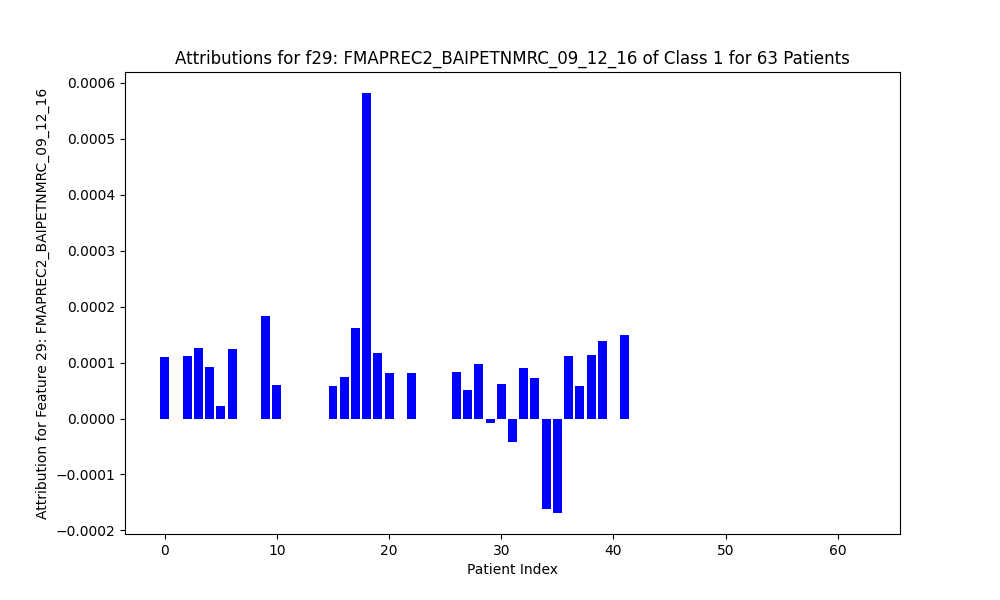 Attributions for f29: FMAPREC2_BAIPETNMRC_09_12_16 of Class 1 for 63 Patients
Attribution for Feature 29: FMAPREC2_BAIPETNMRC_09_12_16
0.0006
0.0005
0.0004
0.0003
0.0002
0.0001
0.0000
−0.0001
−0.0002
0 10 20 30 40 50 60
Patient Index